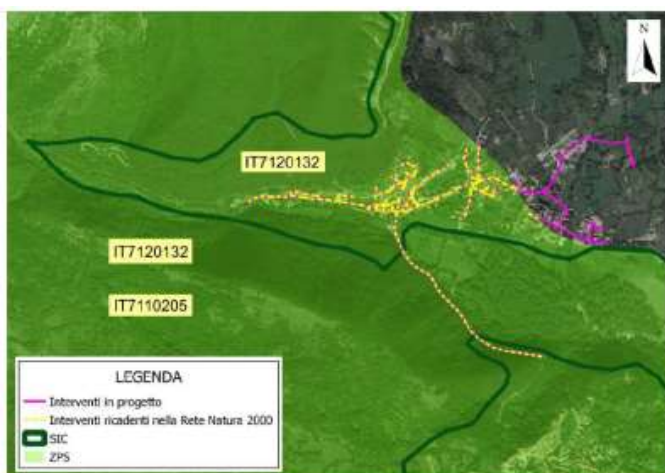 N
IT7120132
IT7120132
IT7110205
LEGENDA
Interventi in progetto
Interventi ricadenti nella Rete Natura 2000
SIC
ZPS